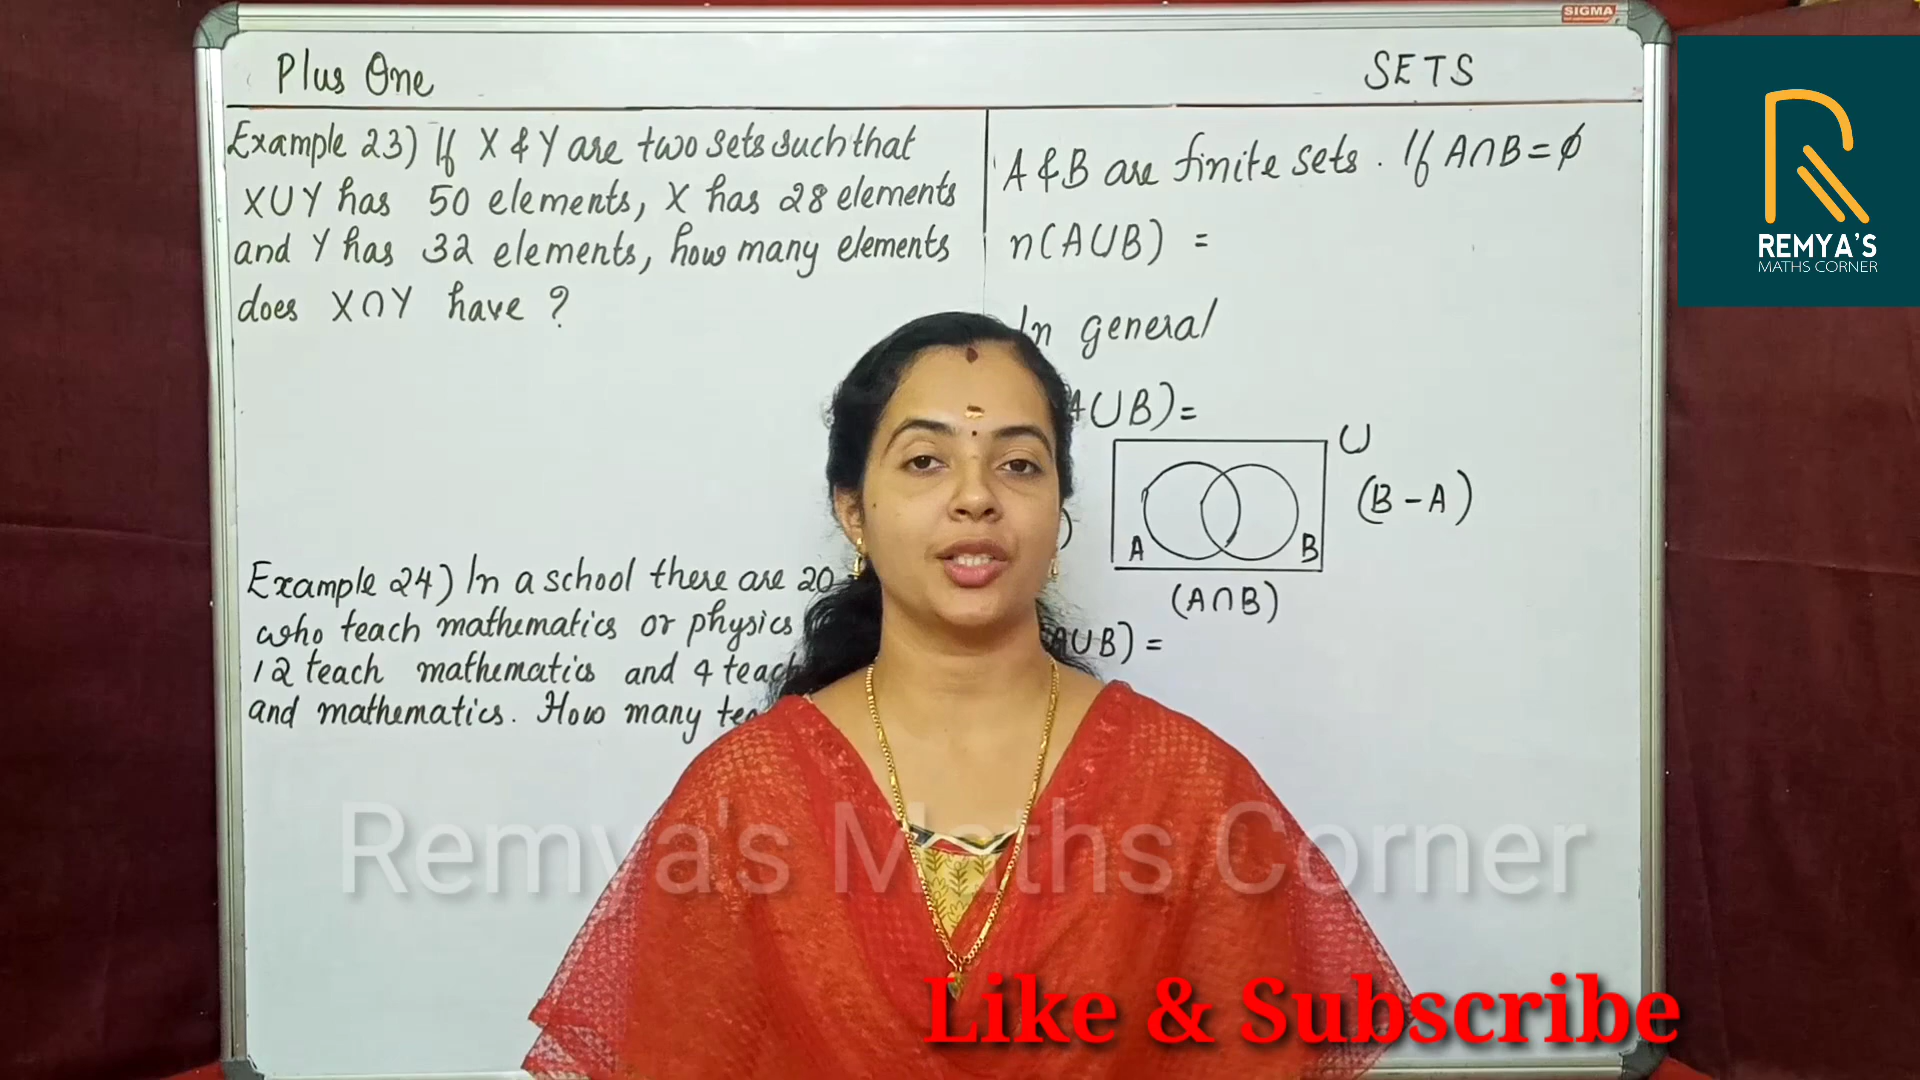 SIGMA
Plus One
SETS
Example 23) If X & Y are two sets such that
X∪Y has 50 elements, X has 28 elements
and Y has 32 elements, how many elements
does X∩Y have ?
Example 24) In a school there are 20
who teach mathematics or physics
12 teach mathematics and 4 teach
and mathematics. How many
A & B are finite sets. If A∩B=ϕ
n(A∪B) =
In general
A∪B)=
U
(B-A)
)
A
B
(A∩B)
A∪B) =
REMYA'S
MATHS CORNER
Remya's Maths Corner
Like & Subscribe